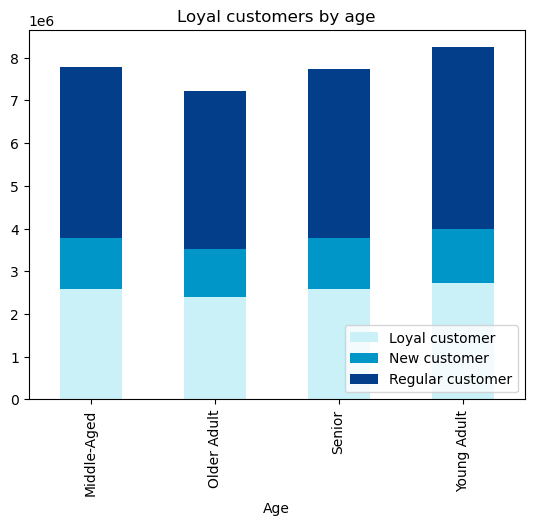 Loyal customers by age
1e6
8
7
6
5
4
3
2
1
0
Loyal customer
New customer
Regular customer
Middle-Aged
Older Adult
Senior
Young Adult
Age